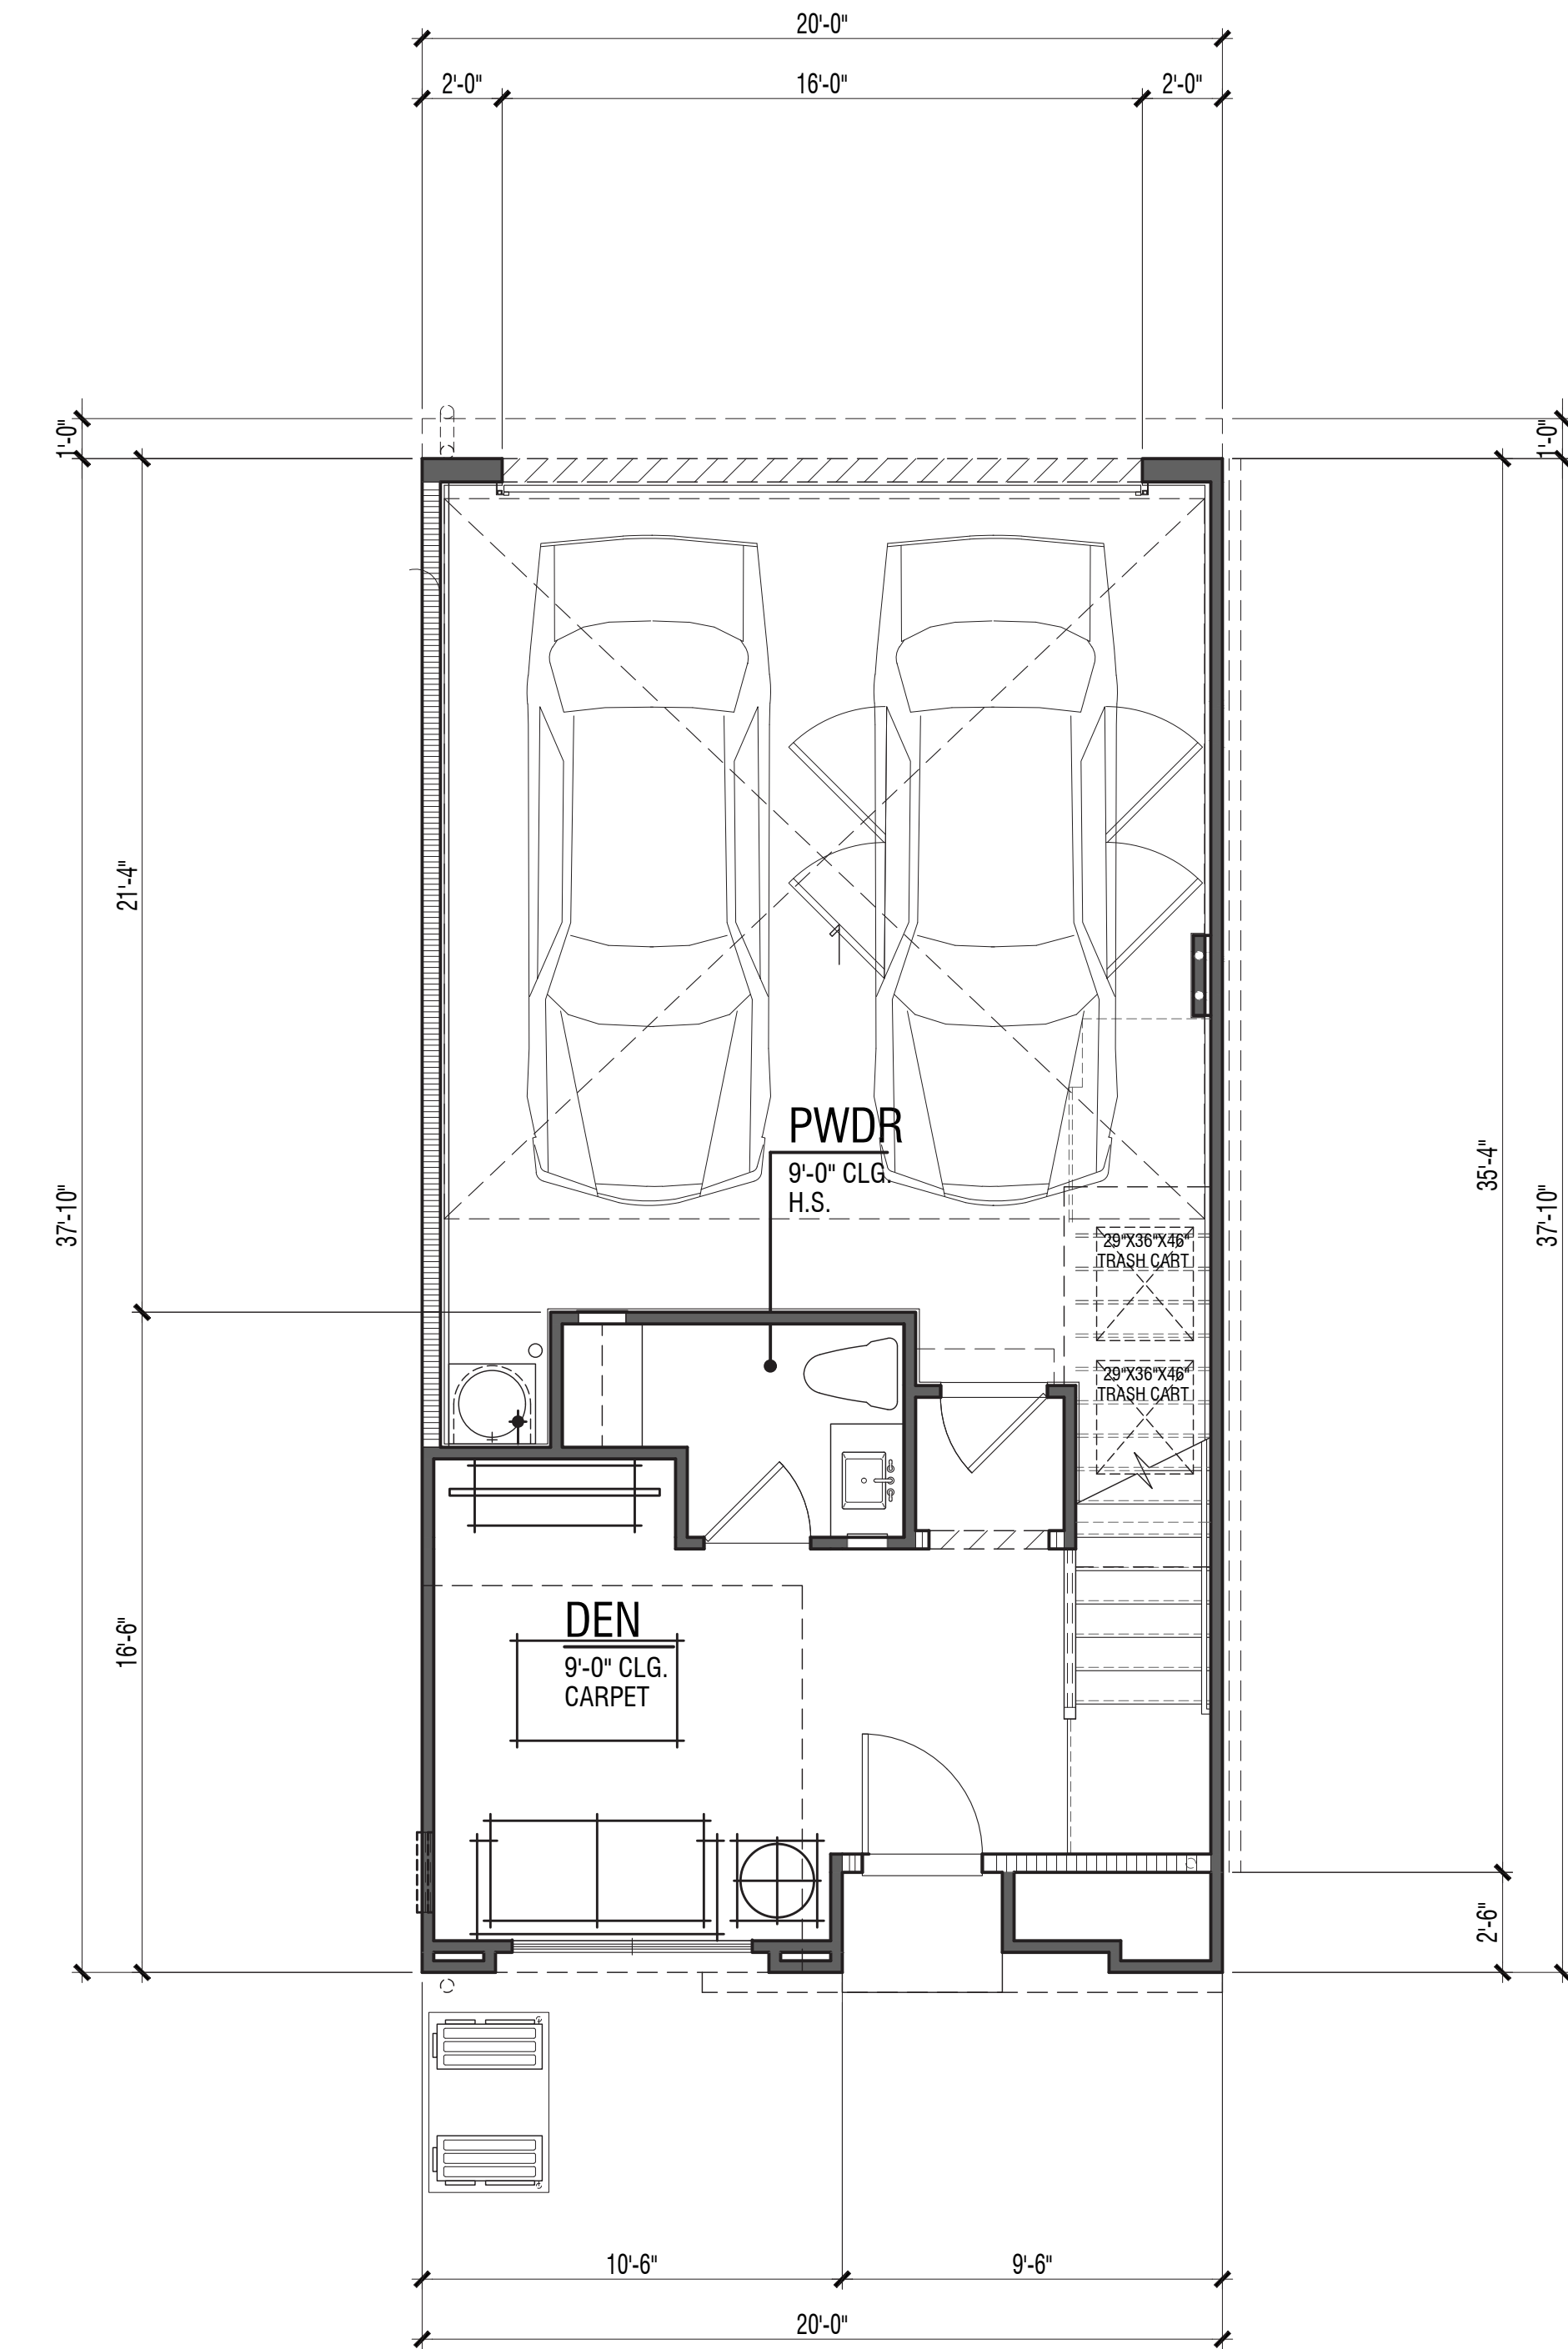 20'-0"
2'-0"
16'-0"
2'-0"
1'-0"
1'-0"
21'-4"
PWDR
9'-0" CLG.
H.S.
35'-4"
37'-10"
37'-10"
29"X36"X46"
TRASH CART
29"X36"X46"
TRASH CART
DEN
9'-0" CLG.
CARPET
16'-6"
2'-6"
10'-6"
9'-6"
20'-0"